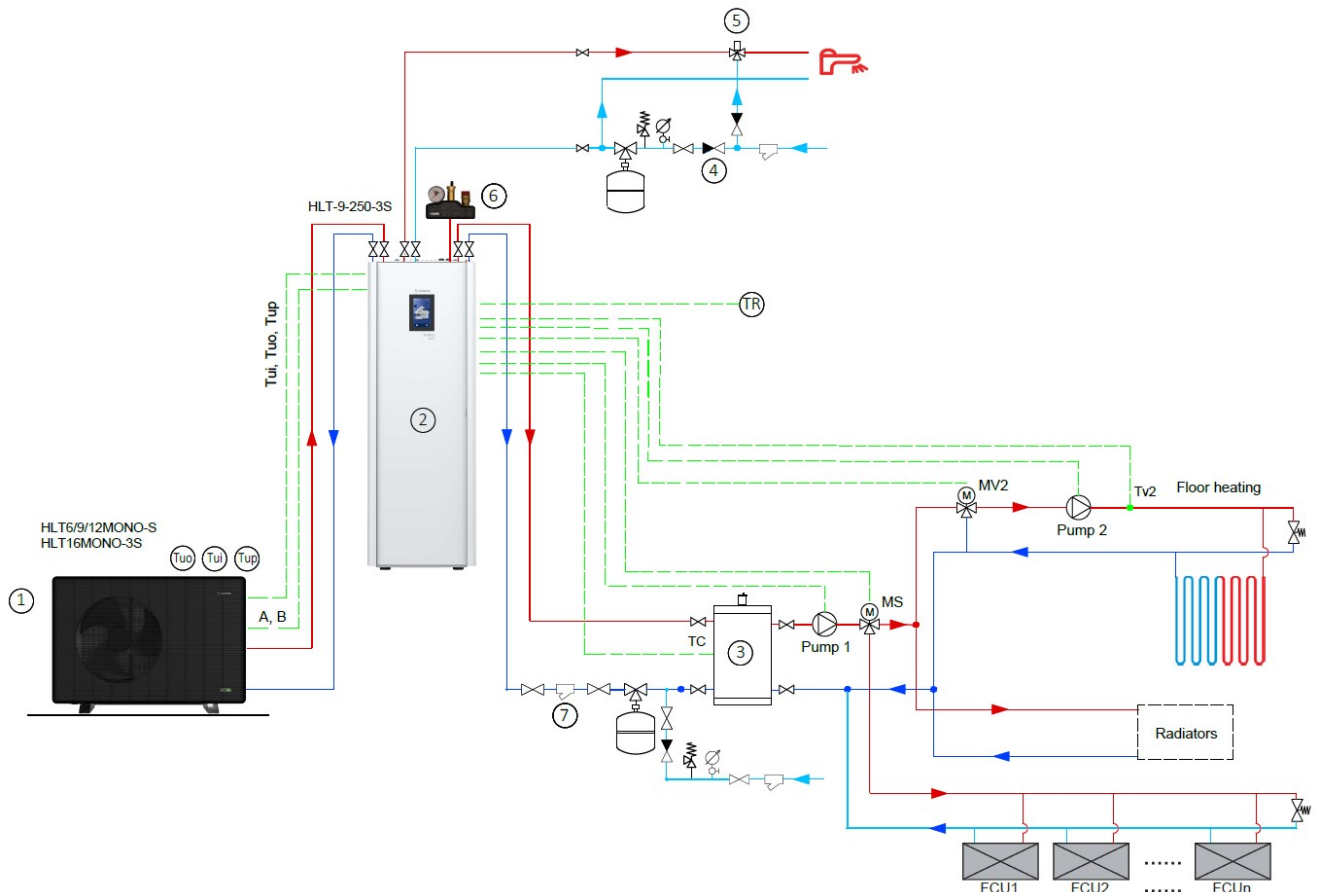 5
4
6
HLT-9-250-3S
Tui, Tuo, Tup
TR
2
MV2
M
Tv2
Floor heating
Pump 2
HLT6/9/12MONO-S
HLT16MONO-3S
Tuo
Tui
Tup
1
A, B
M
MS
TC
3
Pump 1
7
Radiators
FCU1
FCU2
......
......
FCUn